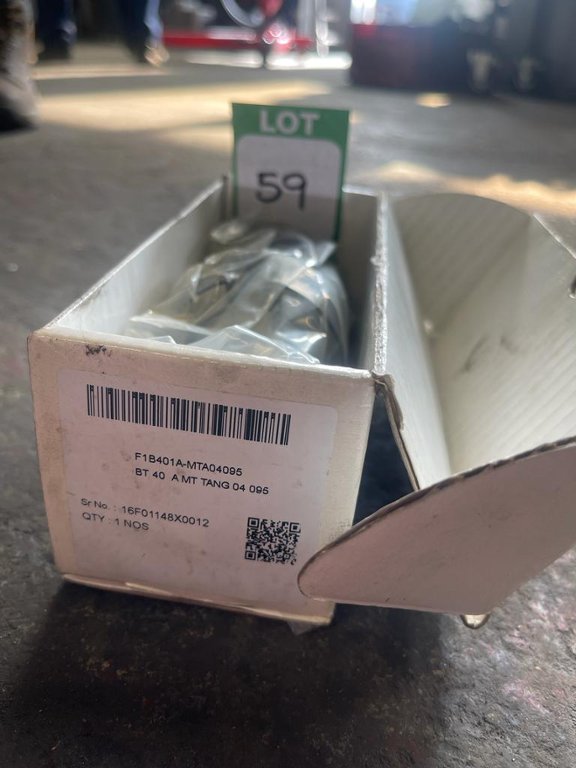 LOT
59
F1B401A-MTA04095
BT 40 A MT TANG 04 095
Sr No. : 16F01148X0012
QTY : 1 NOS